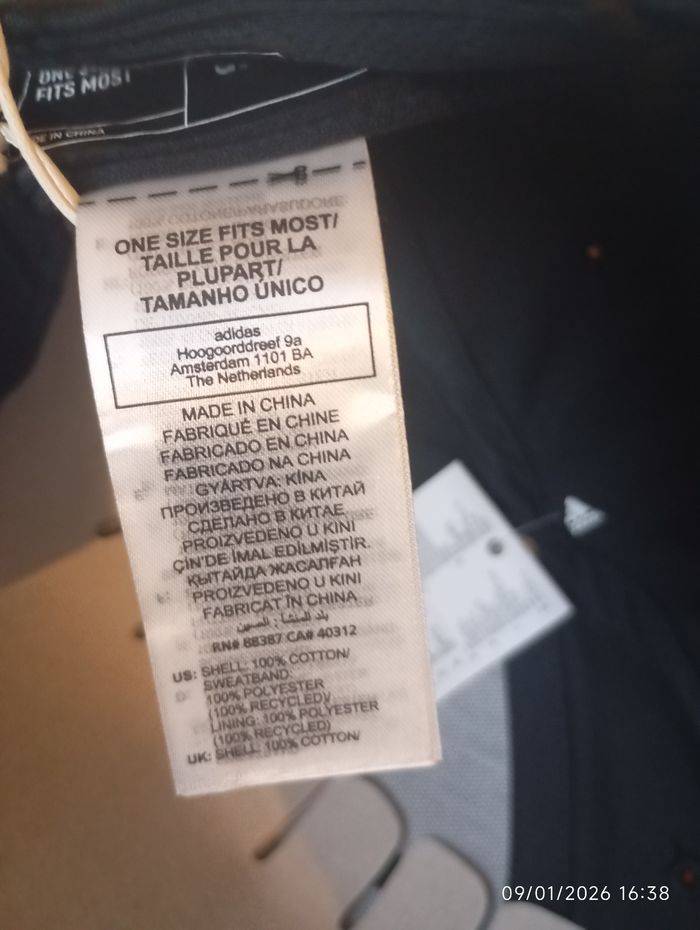 ONE
FITS MOST
IN CHINA
ONE SIZE FITS MOST/
TAILLE POUR LA
PLUPART/
TAMANHO ÚNICO
adidas
Hoogoorddreef 9a
Amsterdam 1101 BA
The Netherlands
MADE IN CHINA
FABRIQUÉ EN CHINE
FABRICADO EN CHINA
FABRICADO NA CHINA
GYÁRTVA: KÍNA
ПРОИЗВЕДЕНО В КИТАЙ
СДЕЛАНО В КИТАЕ
PROIZVEDENO U KINI
ÇİN'DE İMAL EDİLMİŞTİR.
ҚЫТАЙДА ЖАСАЛҒАН
PROIZVEDENO U KINI
FABRICAT ÎN CHINA
بلد المنشأ: الصين
RN# 88387 CA# 40312
US: SHELL: 100% COTTON/
SWEATBAND:
100% POLYESTER
(100% RECYCLED)/
LINING: 100% POLYESTER
(100% RECYCLED)
UK: SHELL: 100% COTTON/
09/01/2026 16:38